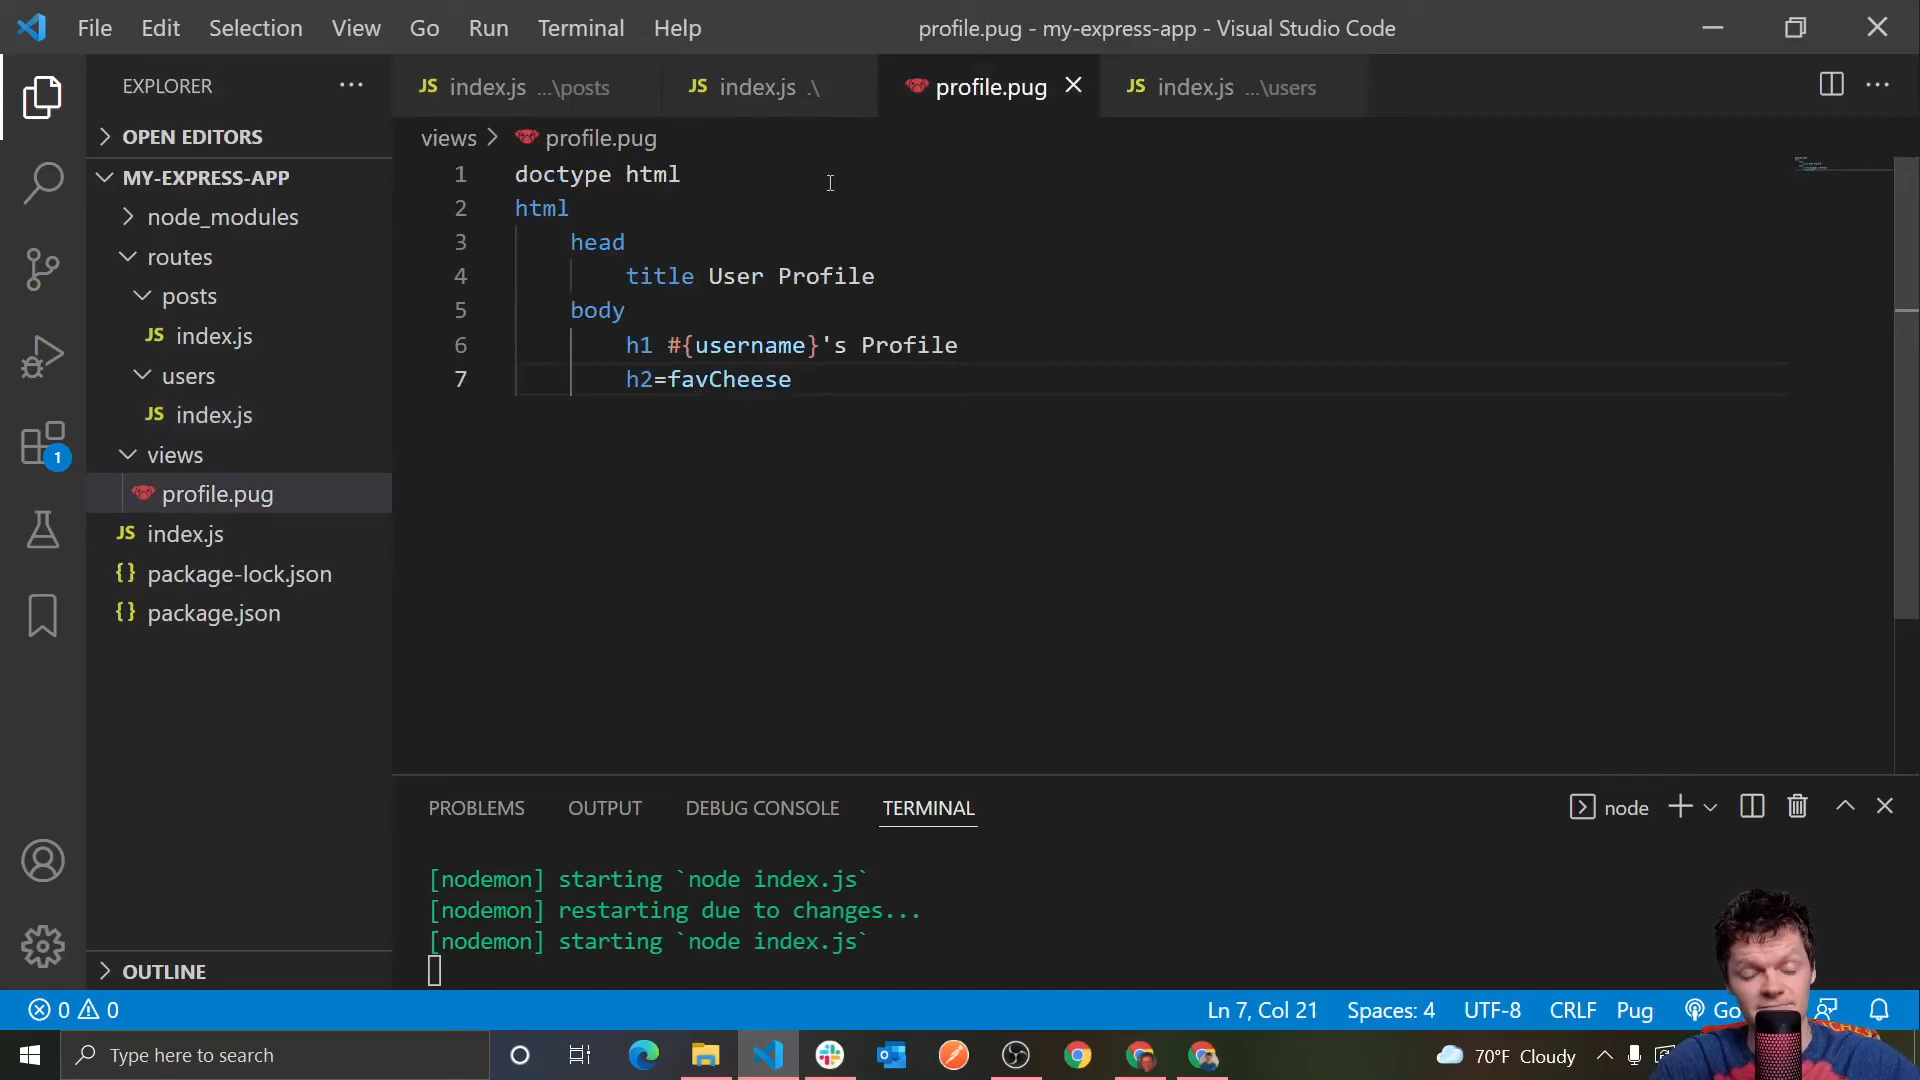 File Edit Selection View Go Run Terminal Help
profile.pug - my-express-app - Visual Studio Code
EXPLORER
JS index.js ...\posts
JS index.js .\
profile.pug
JS index.js ...\users
OPEN EDITORS
MY-EXPRESS-APP
node_modules
routes
posts
JS index.js
users
JS index.js
views
profile.pug
JS index.js
{} package-lock.json
{} package.json
OUTLINE
1
views > profile.pug
1 doctype html
2 html
3 head
4 title User Profile
5 body
6 h1 #{username}'s Profile
7 h2=favCheese
PROBLEMS OUTPUT DEBUG CONSOLE TERMINAL
node
[nodemon] starting `node index.js`
[nodemon] restarting due to changes...
[nodemon] starting `node index.js`
0 0
Ln 7, Col 21 Spaces: 4 UTF-8 CRLF Pug Go
Type here to search
70°F Cloudy